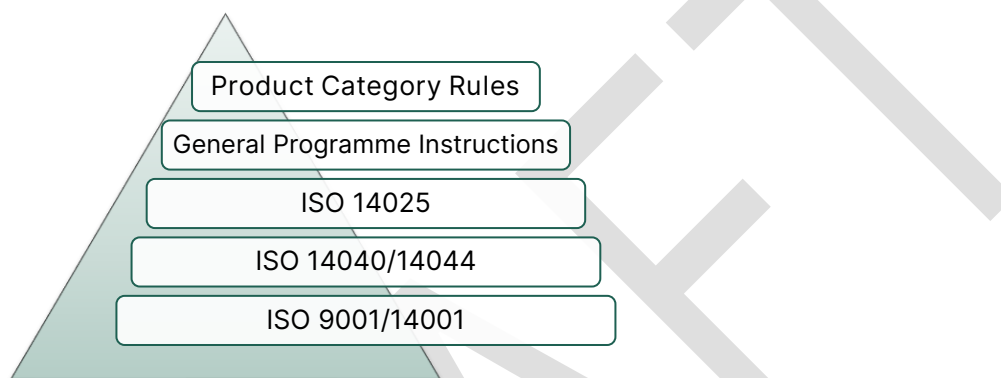 Product Category Rules
General Programme Instructions
ISO 14025
ISO 14040/14044
ISO 9001/14001